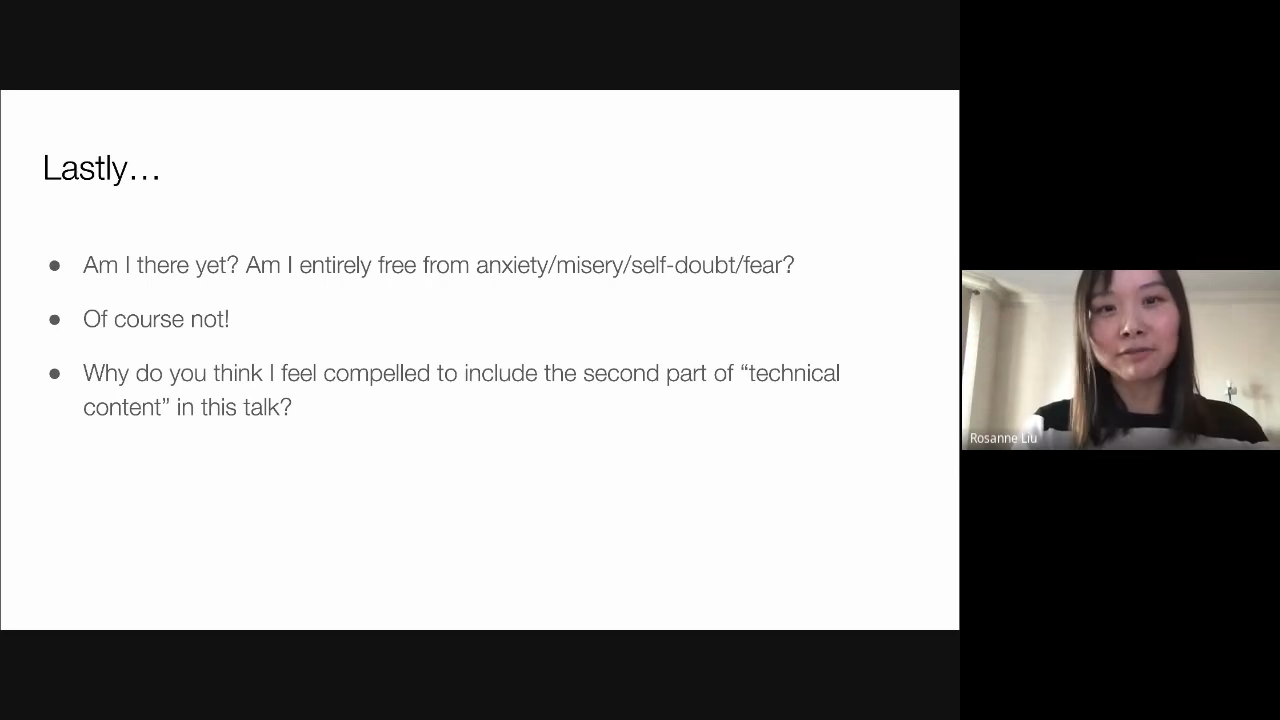 Lastly…
● Am I there yet? Am I entirely free from anxiety/misery/self-doubt/fear?
● Of course not!
● Why do you think I feel compelled to include the second part of “technical
content” in this talk?
Rosanne Liu